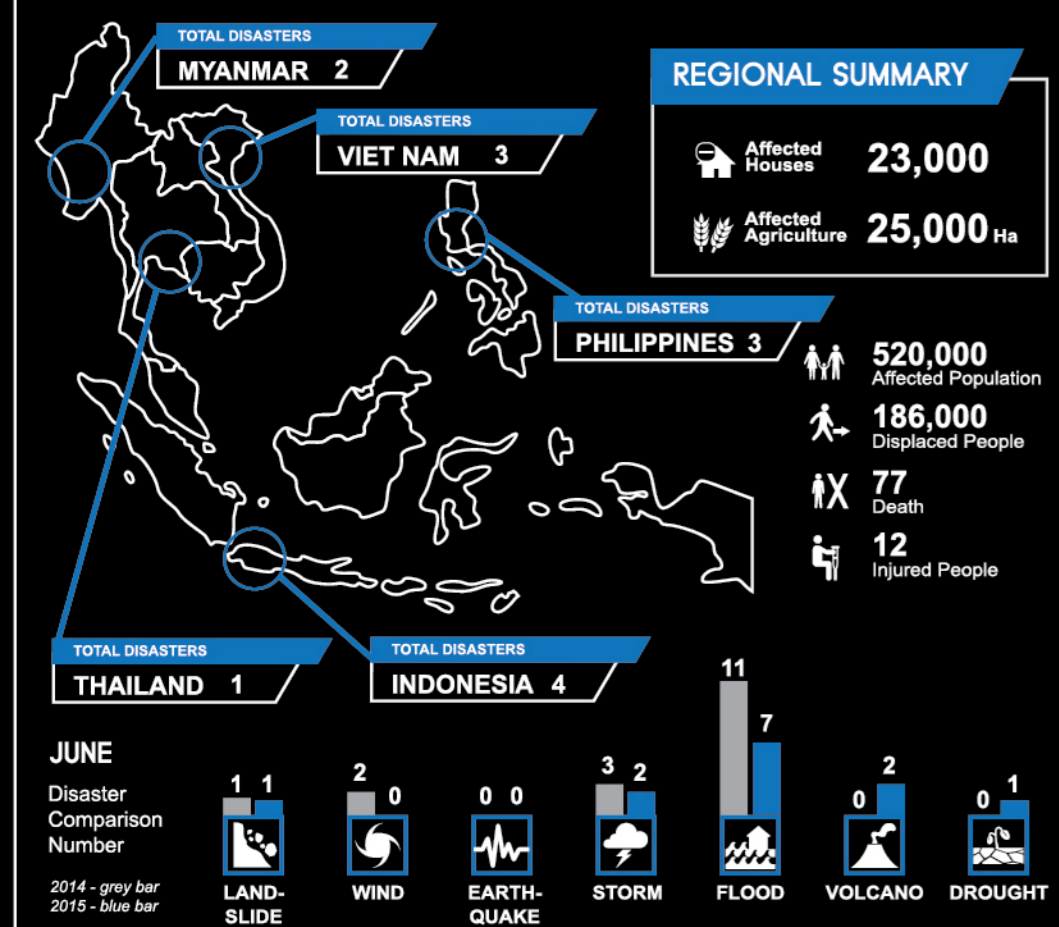 TOTAL DISASTERS
MYANMAR 2
TOTAL DISASTERS
VIET NAM 3
REGIONAL SUMMARY
Affected
Houses
23,000
Affected
Agriculture
25,000 Ha
TOTAL DISASTERS
PHILIPPINES 3
520,000
Affected Population
186,000
Displaced People
77
Death
12
Injured People
TOTAL DISASTERS
THAILAND 1
TOTAL DISASTERS
INDONESIA 4
JUNE
Disaster
Comparison
Number
2014 - grey bar
2015 - blue bar
1 1
LAND-
SLIDE
2 0
WIND
0 0
EARTH-
QUAKE
3 2
STORM
11 7
FLOOD
0 2
VOLCANO
0 1
DROUGHT